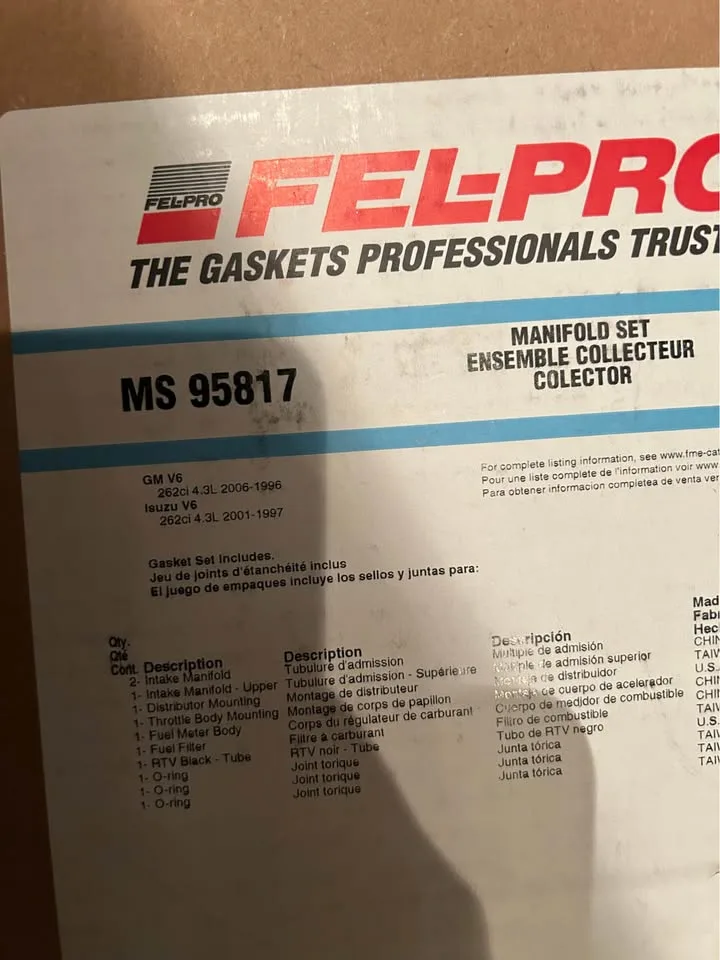 FEL-PRO
FEL-PRO
THE GASKETS PROFESSIONALS TRUST
MANIFOLD SET
ENSEMBLE COLLECTEUR
COLECTOR
MS 95817
GM V6
262ci 4.3L 2006-1996
Isuzu V6
262ci 4.3L 2001-1997
For complete listing information, see www.fme-cat
Pour une liste complete de l'information voir www
Para obtener informacion completea de venta ver
Gasket Set Includes.
Jeu de joints d'étanchéité inclus
El juego de empaques incluye los sellos y juntas para:
Qty.
Qté
Cont. Description
2- Intake Manifold
1- Intake Manifold - Upper
1- Distributor Mounting
1- Throttle Body Mounting
1- Fuel Meter Body
1- Fuel Filter
1- RTV Black - Tube
1- O-ring
1- O-ring
1- O-ring
Description
Tubulure d'admission
Tubulure d'admission - Supérieure
Montage de distributeur
Montage de corps de papillon
Corps du régulateur de carburant
Filtre à carburant
RTV noir - Tube
Joint torique
Joint torique
Joint torique
Descripción
Múltiple de admisión
de admisión superior
de distribuidor
de cuerpo de acelerador
Cuerpo de medidor de combustible
Filtro de combustible
Tubo de RTV negro
Junta tórica
Junta tórica
Junta tórica
Mad
Fabr
Hec
CHIN
TAIW
U.S.
CHIN
TAIW
U.S.
TAIW
TAIW
TAIW